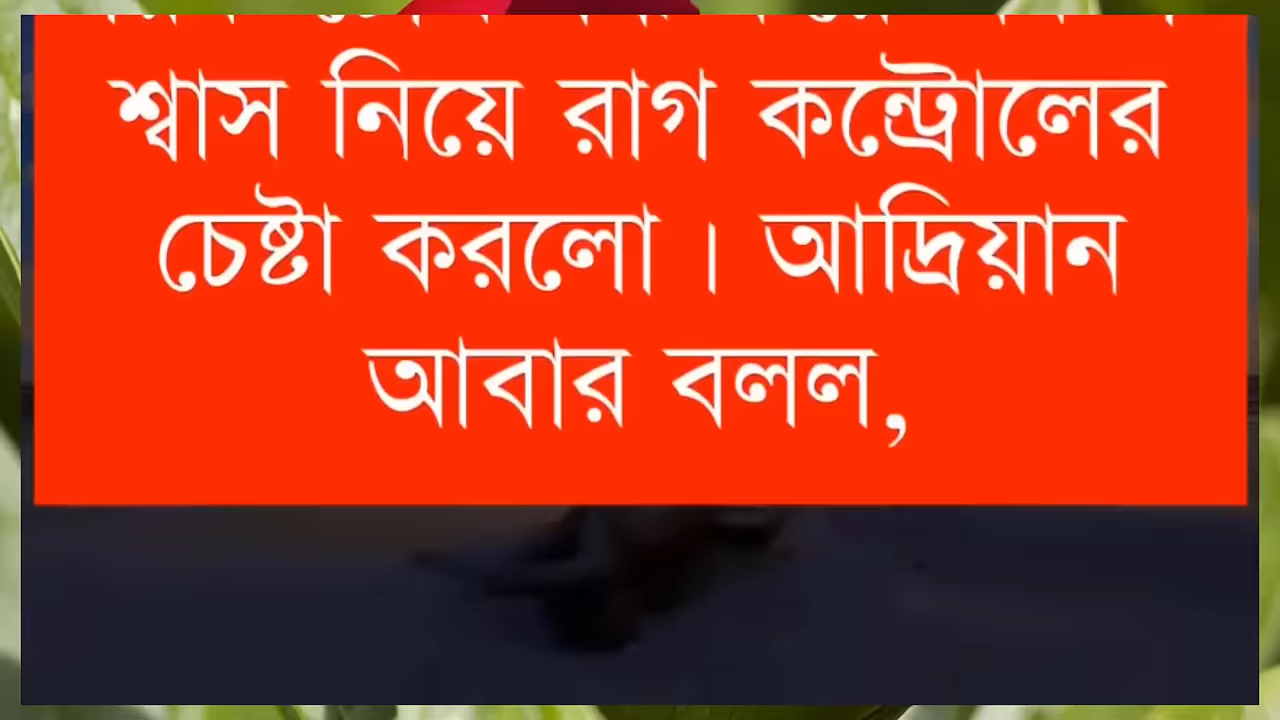 শ্বাস নিয়ে রাগ কন্ট্রোলের
চেষ্টা করলো । আদ্রিয়ান
আবার বলল,